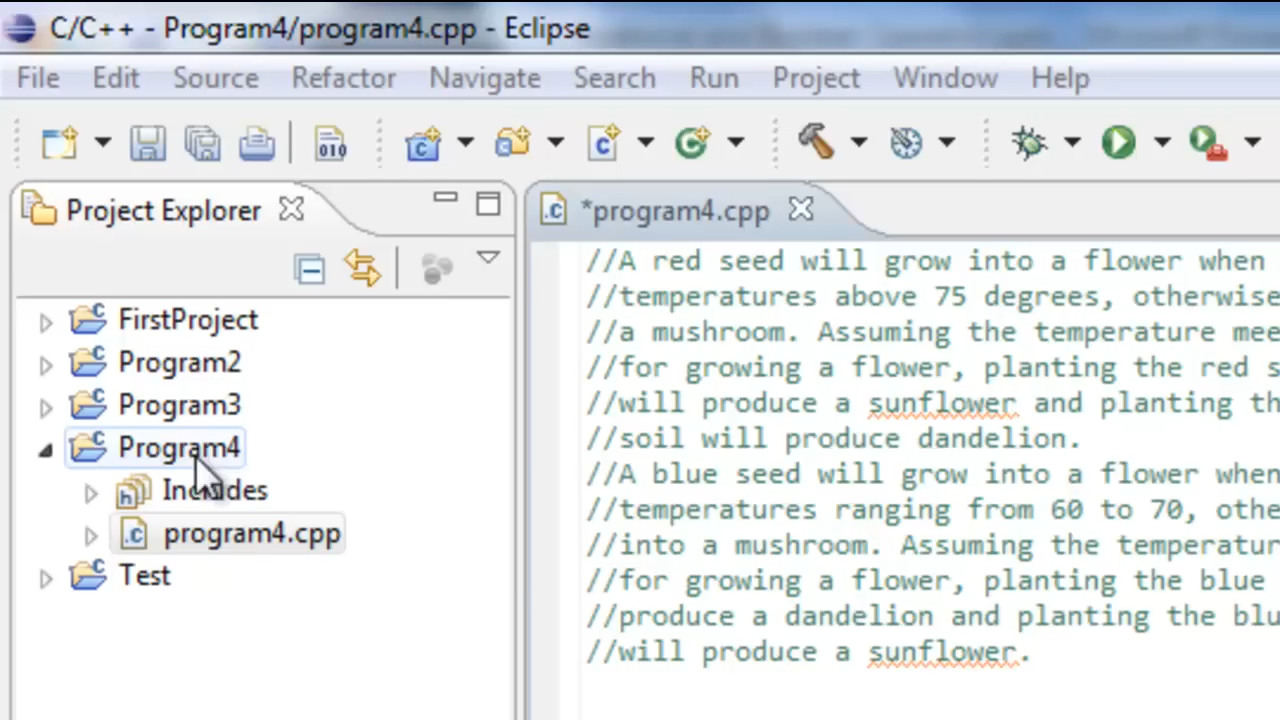 C/C++ - Program4/program4.cpp - Eclipse
File Edit Source Refactor Navigate Search Run Project Window Help
010
Project Explorer
*program4.cpp
FirstProject
Program2
Program3
Program4
Includes
program4.cpp
Test
//A red seed will grow into a flower when
//temperatures above 75 degrees, otherwise
//a mushroom. Assuming the temperature mee
//for growing a flower, planting the red s
//will produce a sunflower and planting th
//soil will produce dandelion.
//A blue seed will grow into a flower when
//temperatures ranging from 60 to 70, othe
//into a mushroom. Assuming the temperatur
//for growing a flower, planting the blue
//produce a dandelion and planting the blu
//will produce a sunflower.